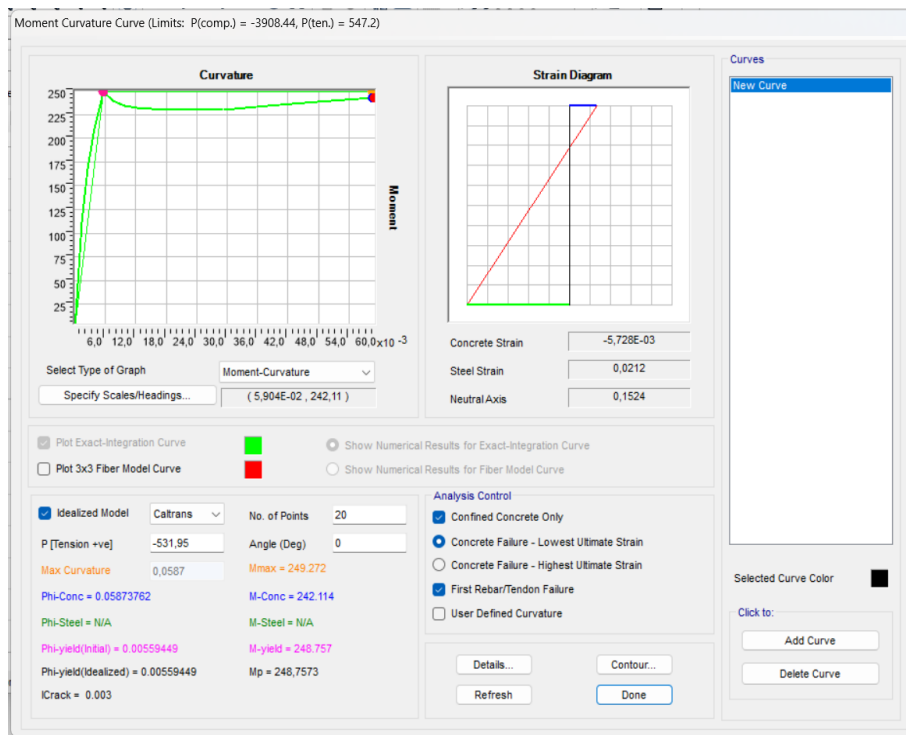 Moment Curvature Curve (Limits:  P(comp.) = -3908.44, P(ten.) = 547.2)
Curvature
250
225
200
175
150
125
100
75
50
25
Moment
6,0 12,0 18,0 24,0 30,0 36,0 42,0 48,0 54,0 60,0 x10 -3
Select Type of Graph
Moment-Curvature
Specify Scales/Headings...
( 5,904E-02 , 242,11 )
Strain Diagram
Concrete Strain
-5,728E-03
Steel Strain
0,0212
Neutral Axis
0,1524
Curves
New Curve
Plot Exact-Integration Curve
Show Numerical Results for Exact-Integration Curve
Plot 3x3 Fiber Model Curve
Show Numerical Results for Fiber Model Curve
Idealized Model
Caltrans
No. of Points
20
P [Tension +ve]
-531,95
Angle (Deg)
0
Max Curvature
0,0587
Mmax = 249.272
Phi-Conc = 0.05873762
M-Conc = 242.114
Phi-Steel = N/A
M-Steel = N/A
Phi-yield(Initial) = 0.00559449
M-yield = 248.757
Phi-yield(Idealized) = 0.00559449
Mp = 248,7573
ICrack =  0.003
Analysis Control
Confined Concrete Only
Concrete Failure - Lowest Ultimate Strain
Concrete Failure - Highest Ultimate Strain
First Rebar/Tendon Failure
User Defined Curvature
Details...
Contour...
Refresh
Done
Selected Curve Color
Click to:
Add Curve
Delete Curve